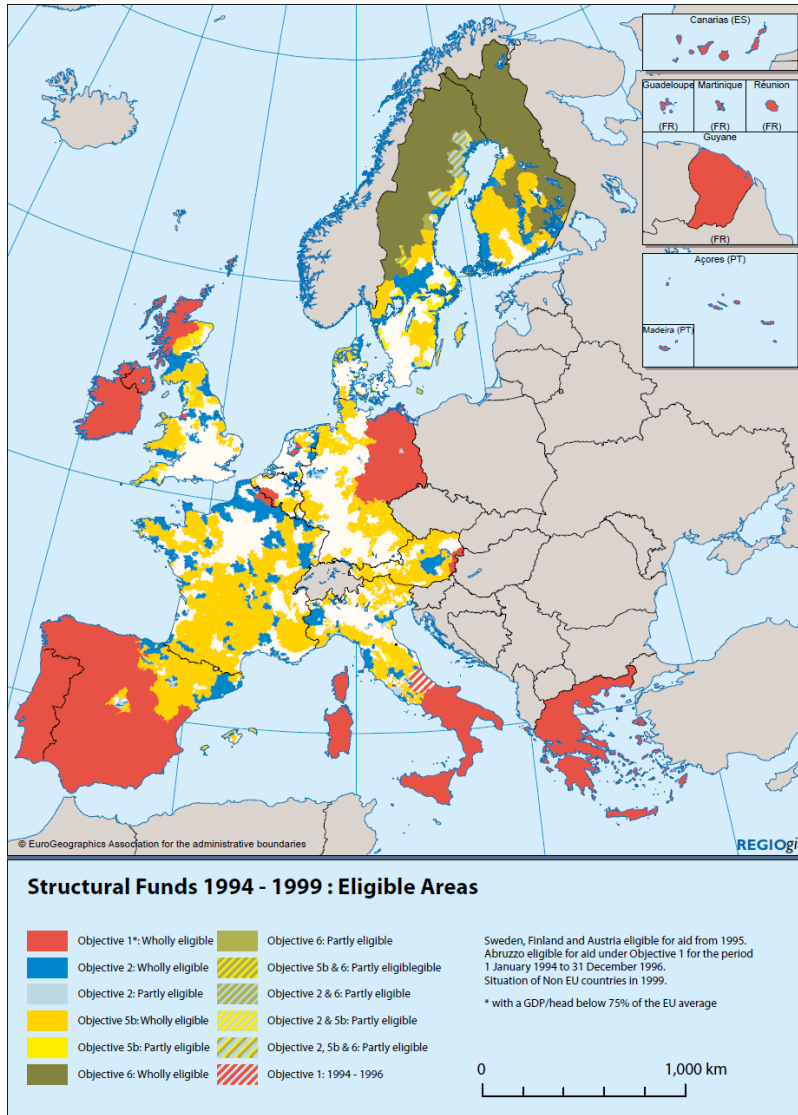 Canarias (ES)
Guadeloupe Martinique Réunion
(FR) (FR) (FR)
Guyane
(FR)
Açores (PT)
Madeira (PT)
© EuroGeographics Association for the administrative boundaries
REGIOgi
Structural Funds 1994 - 1999 : Eligible Areas
Objective 1*: Wholly eligible
Objective 2: Wholly eligible
Objective 2: Partly eligible
Objective 5b: Wholly eligible
Objective 5b: Partly eligible
Objective 6: Wholly eligible
Objective 6: Partly eligible
Objective 5b & 6: Partly eligiblegible
Objective 2 & 6: Partly eligible
Objective 2 & 5b: Partly eligible
Objective 2, 5b & 6: Partly eligible
Objective 1: 1994 - 1996
Sweden, Finland and Austria eligible for aid from 1995.
Abruzzo eligible for aid under Objective 1 for the period
1 January 1994 to 31 December 1996.
Situation of Non EU countries in 1999.
* with a GDP/head below 75% of the EU average
0 1,000 km